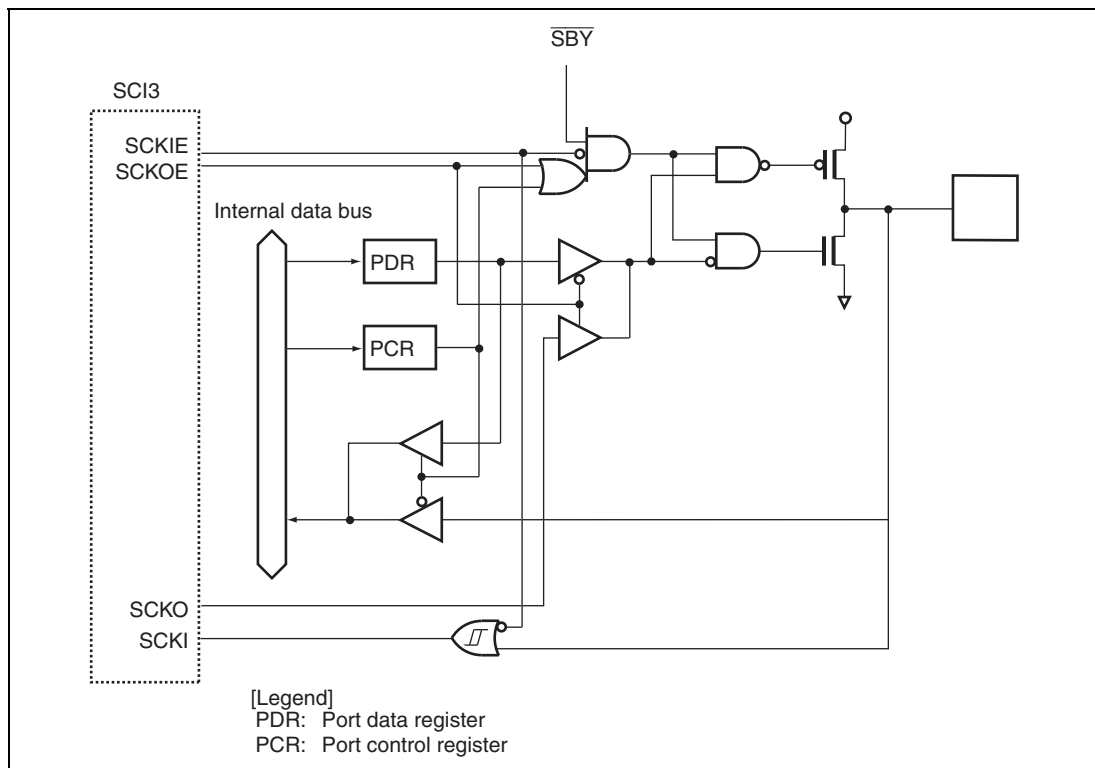 SBY
SCI3
SCKIE
SCKOE
Internal data bus
PDR
PCR
SCKO
SCKI
[Legend]
PDR: Port data register
PCR: Port control register